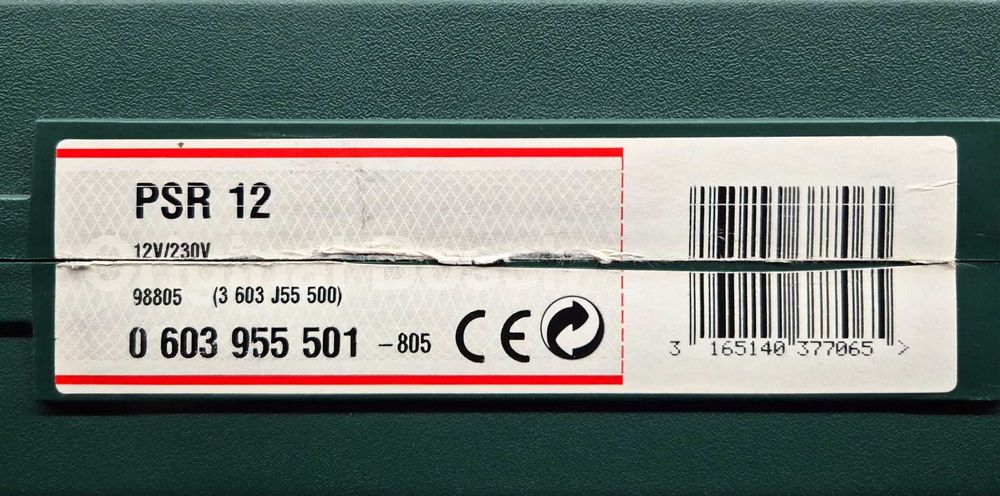 PSR 12
12V/230V
98805 (3 603 J55 500)
0 603 955 501 -805
CE
3 165140 377065 >